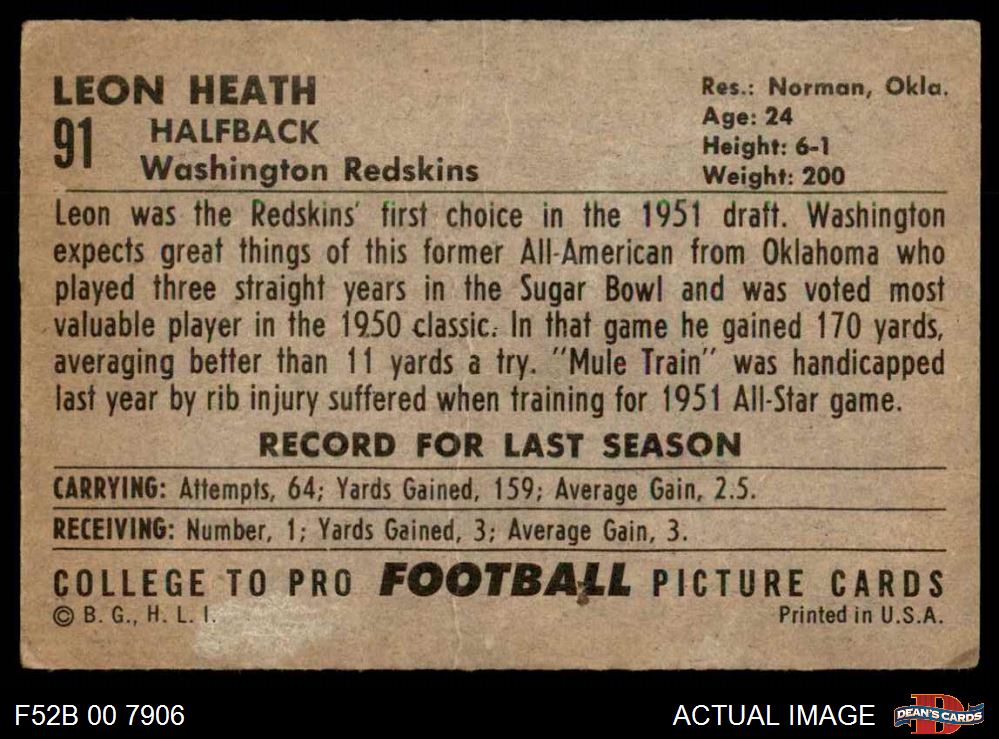 LEON HEATH
91 HALFBACK
Washington Redskins
Res.: Norman, Okla.
Age: 24
Height: 6-1
Weight: 200
Leon was the Redskins' first choice in the 1951 draft. Washington
expects great things of this former All-American from Oklahoma who
played three straight years in the Sugar Bowl and was voted most
valuable player in the 1950 classic. In that game he gained 170 yards,
averaging better than 11 yards a try. "Mule Train" was handicapped
last year by rib injury suffered when training for 1951 All-Star game.
RECORD FOR LAST SEASON
CARRYING: Attempts, 64; Yards Gained, 159; Average Gain, 2.5.
RECEIVING: Number, 1; Yards Gained, 3; Average Gain, 3.
COLLEGE TO PRO FOOTBALL PICTURE CARDS
© B. G., H. L. I.
Printed in U.S.A.
F52B 00 7906
ACTUAL IMAGE
D
DEAN'S CARDS